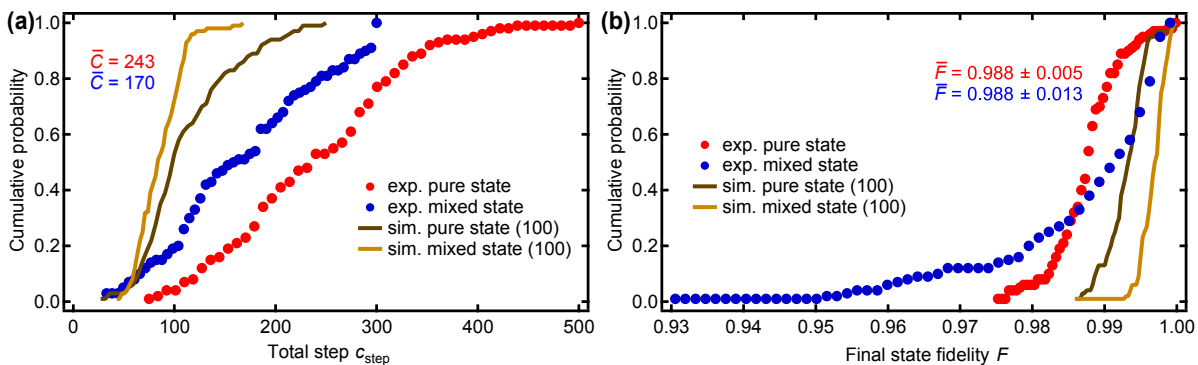 (a)
1.0
0.8
0.6
0.4
0.2
0.0
Cumulative probability
C̅ = 243
C̅ = 170
exp. pure state
exp. mixed state
sim. pure state (100)
sim. mixed state (100)
0
100
200
300
400
500
Total step c_step
(b)
1.0
0.8
0.6
0.4
0.2
0.0
Cumulative probability
F̅ = 0.988 ± 0.005
F̅ = 0.988 ± 0.013
exp. pure state
exp. mixed state
sim. pure state (100)
sim. mixed state (100)
0.93
0.94
0.95
0.96
0.97
0.98
0.99
1.00
Final state fidelity F